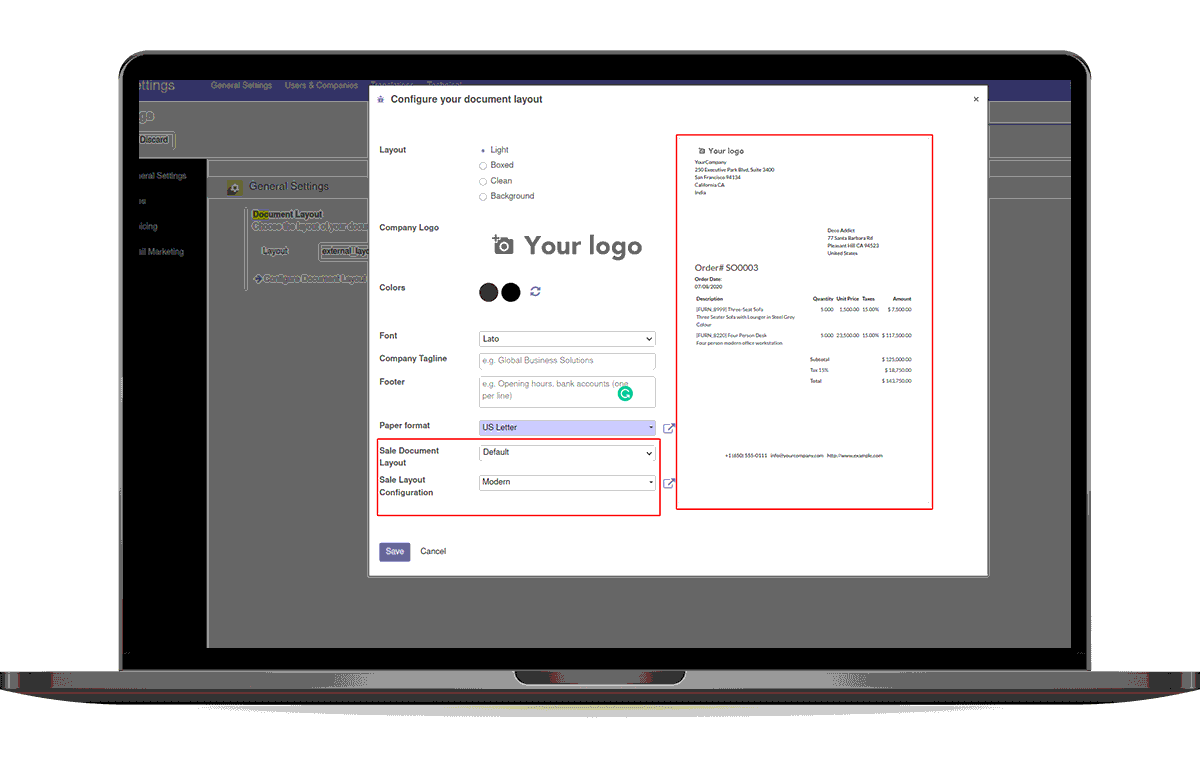 ettings General Settings Users & Companies Translations Technical
Discard
General Settings
Document Layout
Choose the layout of your docum
Layout external_layo
Configure Document Layout
eral Settings
es
oicing
ail Marketing
Configure your document layout ×
Layout
Light
Boxed
Clean
Background
Company Logo
Your logo
Colors
Font Lato
Company Tagline e.g. Global Business Solutions
Footer e.g. Opening hours, bank accounts (one
per line)
Paper format US Letter
Sale Document
Layout
Default
Sale Layout
Configuration
Modern
Save Cancel
Your logo
YourCompany
250 Executive Park Blvd, Suite 3400
San Francisco 94134
California CA
India
Deco Addict
77 Santa Barbara Rd
Pleasant Hill CA 94523
United States
Order# SO0003
Order Date:
07/08/2020
Description Quantity Unit Price Taxes Amount
[FURN_8999] Three-Seat Sofa 5.000 1,500.00 15.00% $ 7,500.00
Three Seater Sofa with Lounger in Steel Grey
Colour
[FURN_8220] Four Person Desk 5.000 23,500.00 15.00% $ 117,500.00
Four person modern office workstation
Subtotal $ 125,000.00
Tax 15% $ 18,750.00
Total $ 143,750.00
+1 (650) 555-0111 info@yourcompany.com http://www.example.com